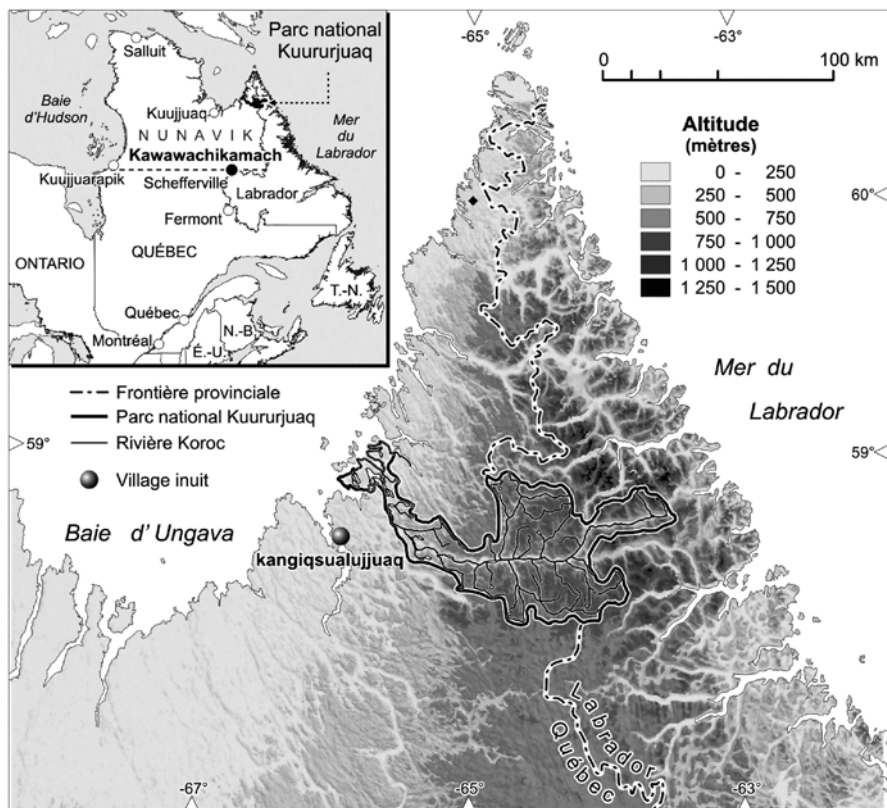 Parc national
Kuururjuaq
Salluit
Baie
d'Hudson
Kuujjuaq
NUNAVIK
Mer
du
Labrador
Kawawachikamach
Kuujjuarapik
Schefferville
Labrador
Fermont
ONTARIO
QUÉBEC
T.-N.
Québec
Montréal
N.-B.
É.-U.
-65°
-63°
0
100 km
Altitude
(mètres)
0 - 250
250 - 500
500 - 750
750 - 1 000
1 000 - 1 250
1 250 - 1 500
60°
Frontière provinciale
Parc national Kuururjuaq
Rivière Koroc
Village inuit
Mer du
Labrador
59°
59°
Baie d'Ungava
kangiqsualujjuaq
Labrador
Québec
-67°
-65°
-63°